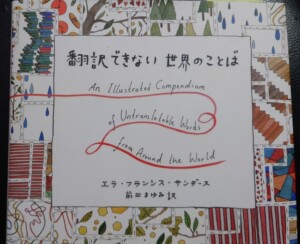 翻訳できない 世界のことば
An Illustrated Compendium
of Untranslatable Words
from Around the World
エラ・フランシス・サンダース
前田まゆみ 訳